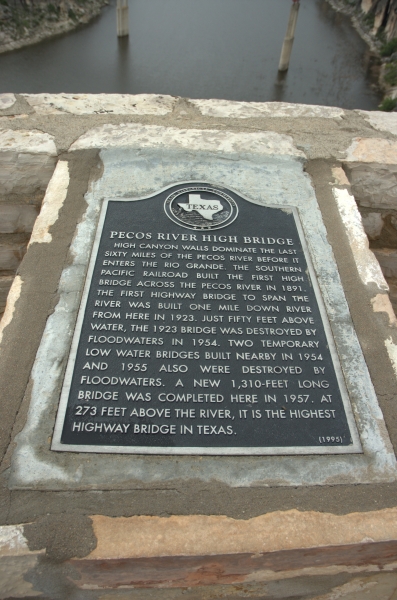 TEXAS
PECOS RIVER HIGH BRIDGE
HIGH CANYON WALLS DOMINATE THE LAST
SIXTY MILES OF THE PECOS RIVER BEFORE IT
ENTERS THE RIO GRANDE. THE SOUTHERN
PACIFIC RAILROAD BUILT THE FIRST HIGH
BRIDGE ACROSS THE PECOS RIVER IN 1891.
THE FIRST HIGHWAY BRIDGE TO SPAN THE
RIVER WAS BUILT ONE MILE DOWN RIVER
FROM HERE IN 1923. JUST FIFTY FEET ABOVE
WATER, THE 1923 BRIDGE WAS DESTROYED BY
FLOODWATERS IN 1954. TWO TEMPORARY
LOW WATER BRIDGES BUILT NEARBY IN 1954
AND 1955 ALSO WERE DESTROYED BY
FLOODWATERS. A NEW 1,310-FEET LONG
BRIDGE WAS COMPLETED HERE IN 1957. AT
273 FEET ABOVE THE RIVER, IT IS THE HIGHEST
HIGHWAY BRIDGE IN TEXAS.
(1995)